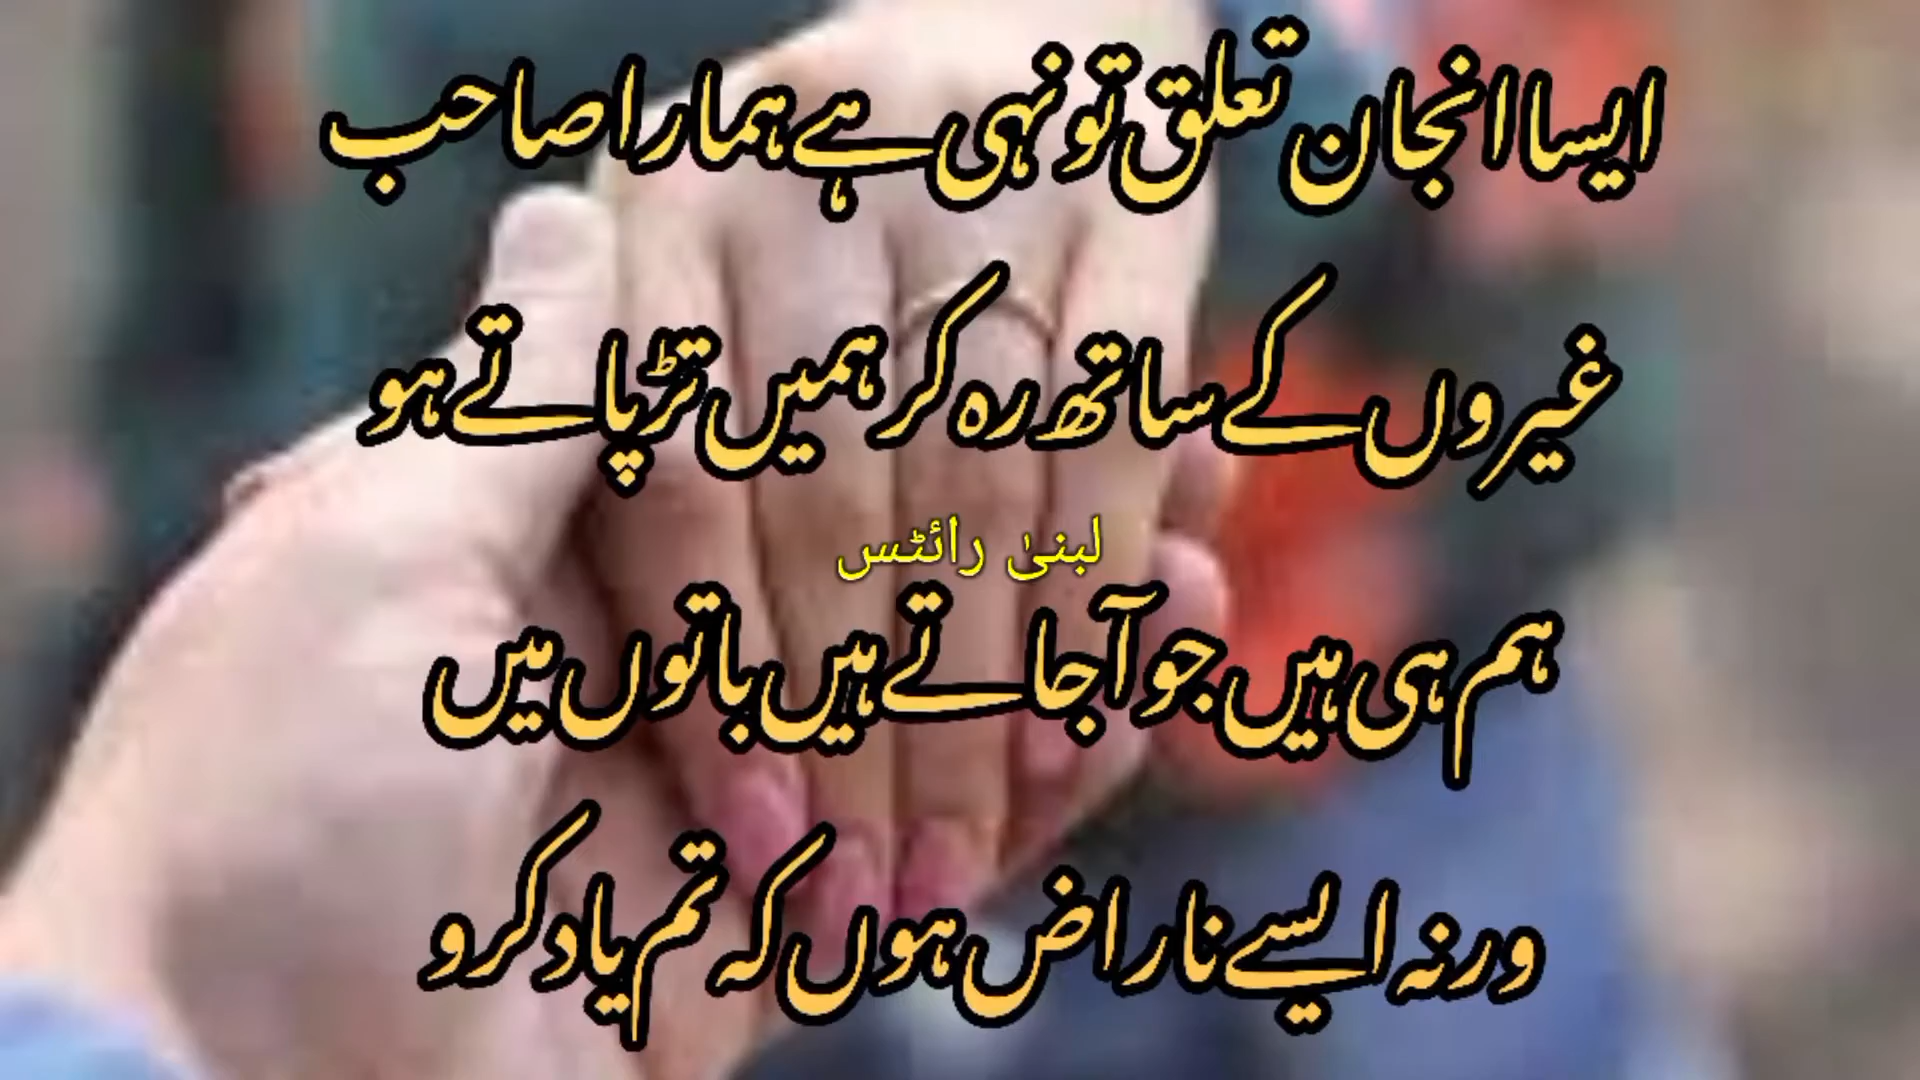 ایسا انجان تعلق تو نہی ہے ہمارا صاحب
غیروں کے ساتھ رہ کر ہمیں تڑپاتے ہو
لبنیٰ رائٹس
ہم ہی ہیں جو آجاتے ہیں باتوں میں
ورنہ ایسے ناراض ہوں کہ تم یاد کرو